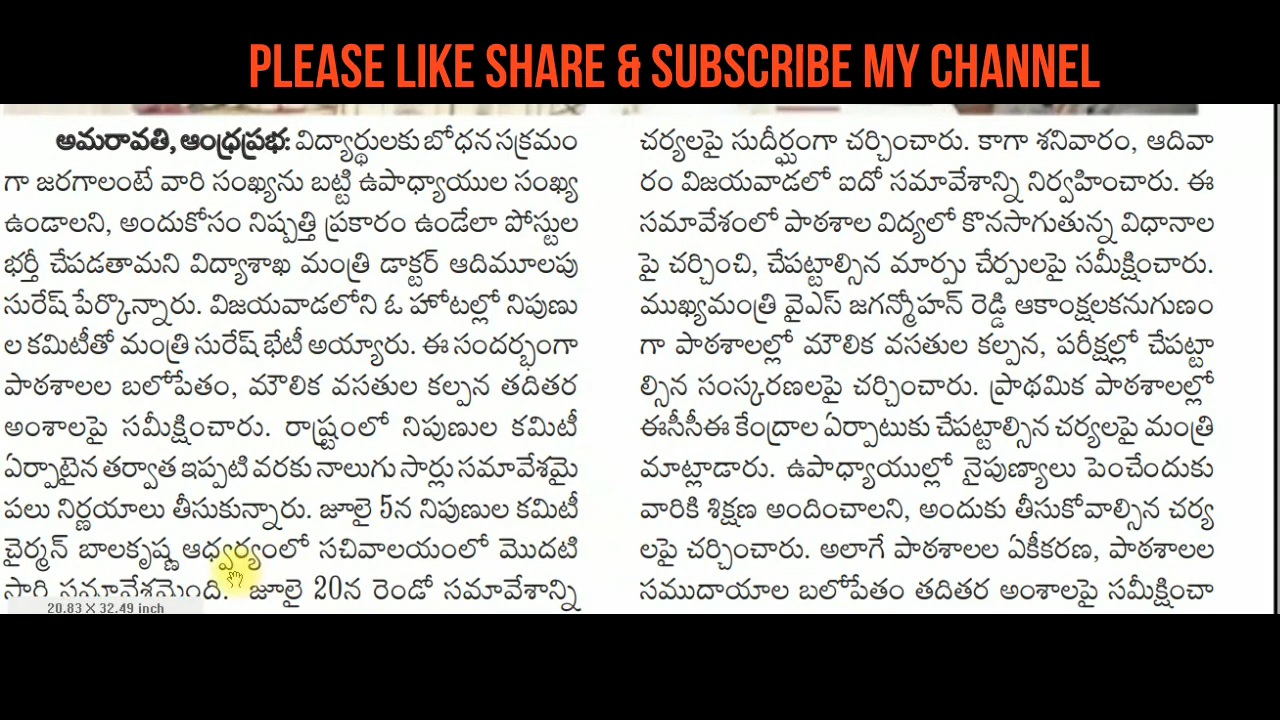 PLEASE LIKE SHARE & SUBSCRIBE MY CHANNEL
అమరావతి, ఆంధ్రప్రభ: విద్యార్థులకు బోధన సక్రమం
గా జరగాలంటే వారి సంఖ్యను బట్టి ఉపాధ్యాయుల సంఖ్య
ఉండాలని, అందుకోసం నిష్పత్తి ప్రకారం ఉండేలా పోస్టుల
భర్తీ చేపడతామని విద్యాశాఖ మంత్రి డాక్టర్ ఆదిమూలపు
సురేష్ పేర్కొన్నారు. విజయవాడలోని ఓ హోటల్లో నిపుణు
ల కమిటీతో మంత్రి సురేష్ భేటీ అయ్యారు. ఈ సందర్భంగా
పాఠశాలల బలోపేతం, మౌలిక వసతుల కల్పన తదితర
అంశాలపై సమీక్షించారు. రాష్ట్రంలో నిపుణుల కమిటీ
ఏర్పాటైన తర్వాత ఇప్పటి వరకు నాలుగు సార్లు సమావేశమై
పలు నిర్ణయాలు తీసుకున్నారు. జూలై 5న నిపుణుల కమిటీ
చైర్మన్ బాలకృష్ణ ఆధ్వర్యంలో సచివాలయంలో మొదటి
సారి సమావేశమైంది. జూలై 20న రెండో సమావేశాన్ని
చర్యలపై సుదీర్ఘంగా చర్చించారు. కాగా శనివారం, ఆదివా
రం విజయవాడలో ఐదో సమావేశాన్ని నిర్వహించారు. ఈ
సమావేశంలో పాఠశాల విద్యలో కొనసాగుతున్న విధానాల
పై చర్చించి, చేపట్టాల్సిన మార్పు చేర్పులపై సమీక్షించారు.
ముఖ్యమంత్రి వైఎస్ జగన్మోహన్ రెడ్డి ఆకాంక్షలకనుగుణం
గా పాఠశాలల్లో మౌలిక వసతుల కల్పన, పరీక్షల్లో చేపట్టా
ల్సిన సంస్కరణలపై చర్చించారు. ప్రాథమిక పాఠశాలల్లో
ఈసీసీఈ కేంద్రాల ఏర్పాటుకు చేపట్టాల్సిన చర్యలపై మంత్రి
మాట్లాడారు. ఉపాధ్యాయుల్లో నైపుణ్యాలు పెంచేందుకు
వారికి శిక్షణ అందించాలని, అందుకు తీసుకోవాల్సిన చర్య
లపై చర్చించారు. అలాగే పాఠశాలల ఏకీకరణ, పాఠశాలల
సముదాయాల బలోపేతం తదితర అంశాలపై సమీక్షించా
20.83 X 32.49 inch